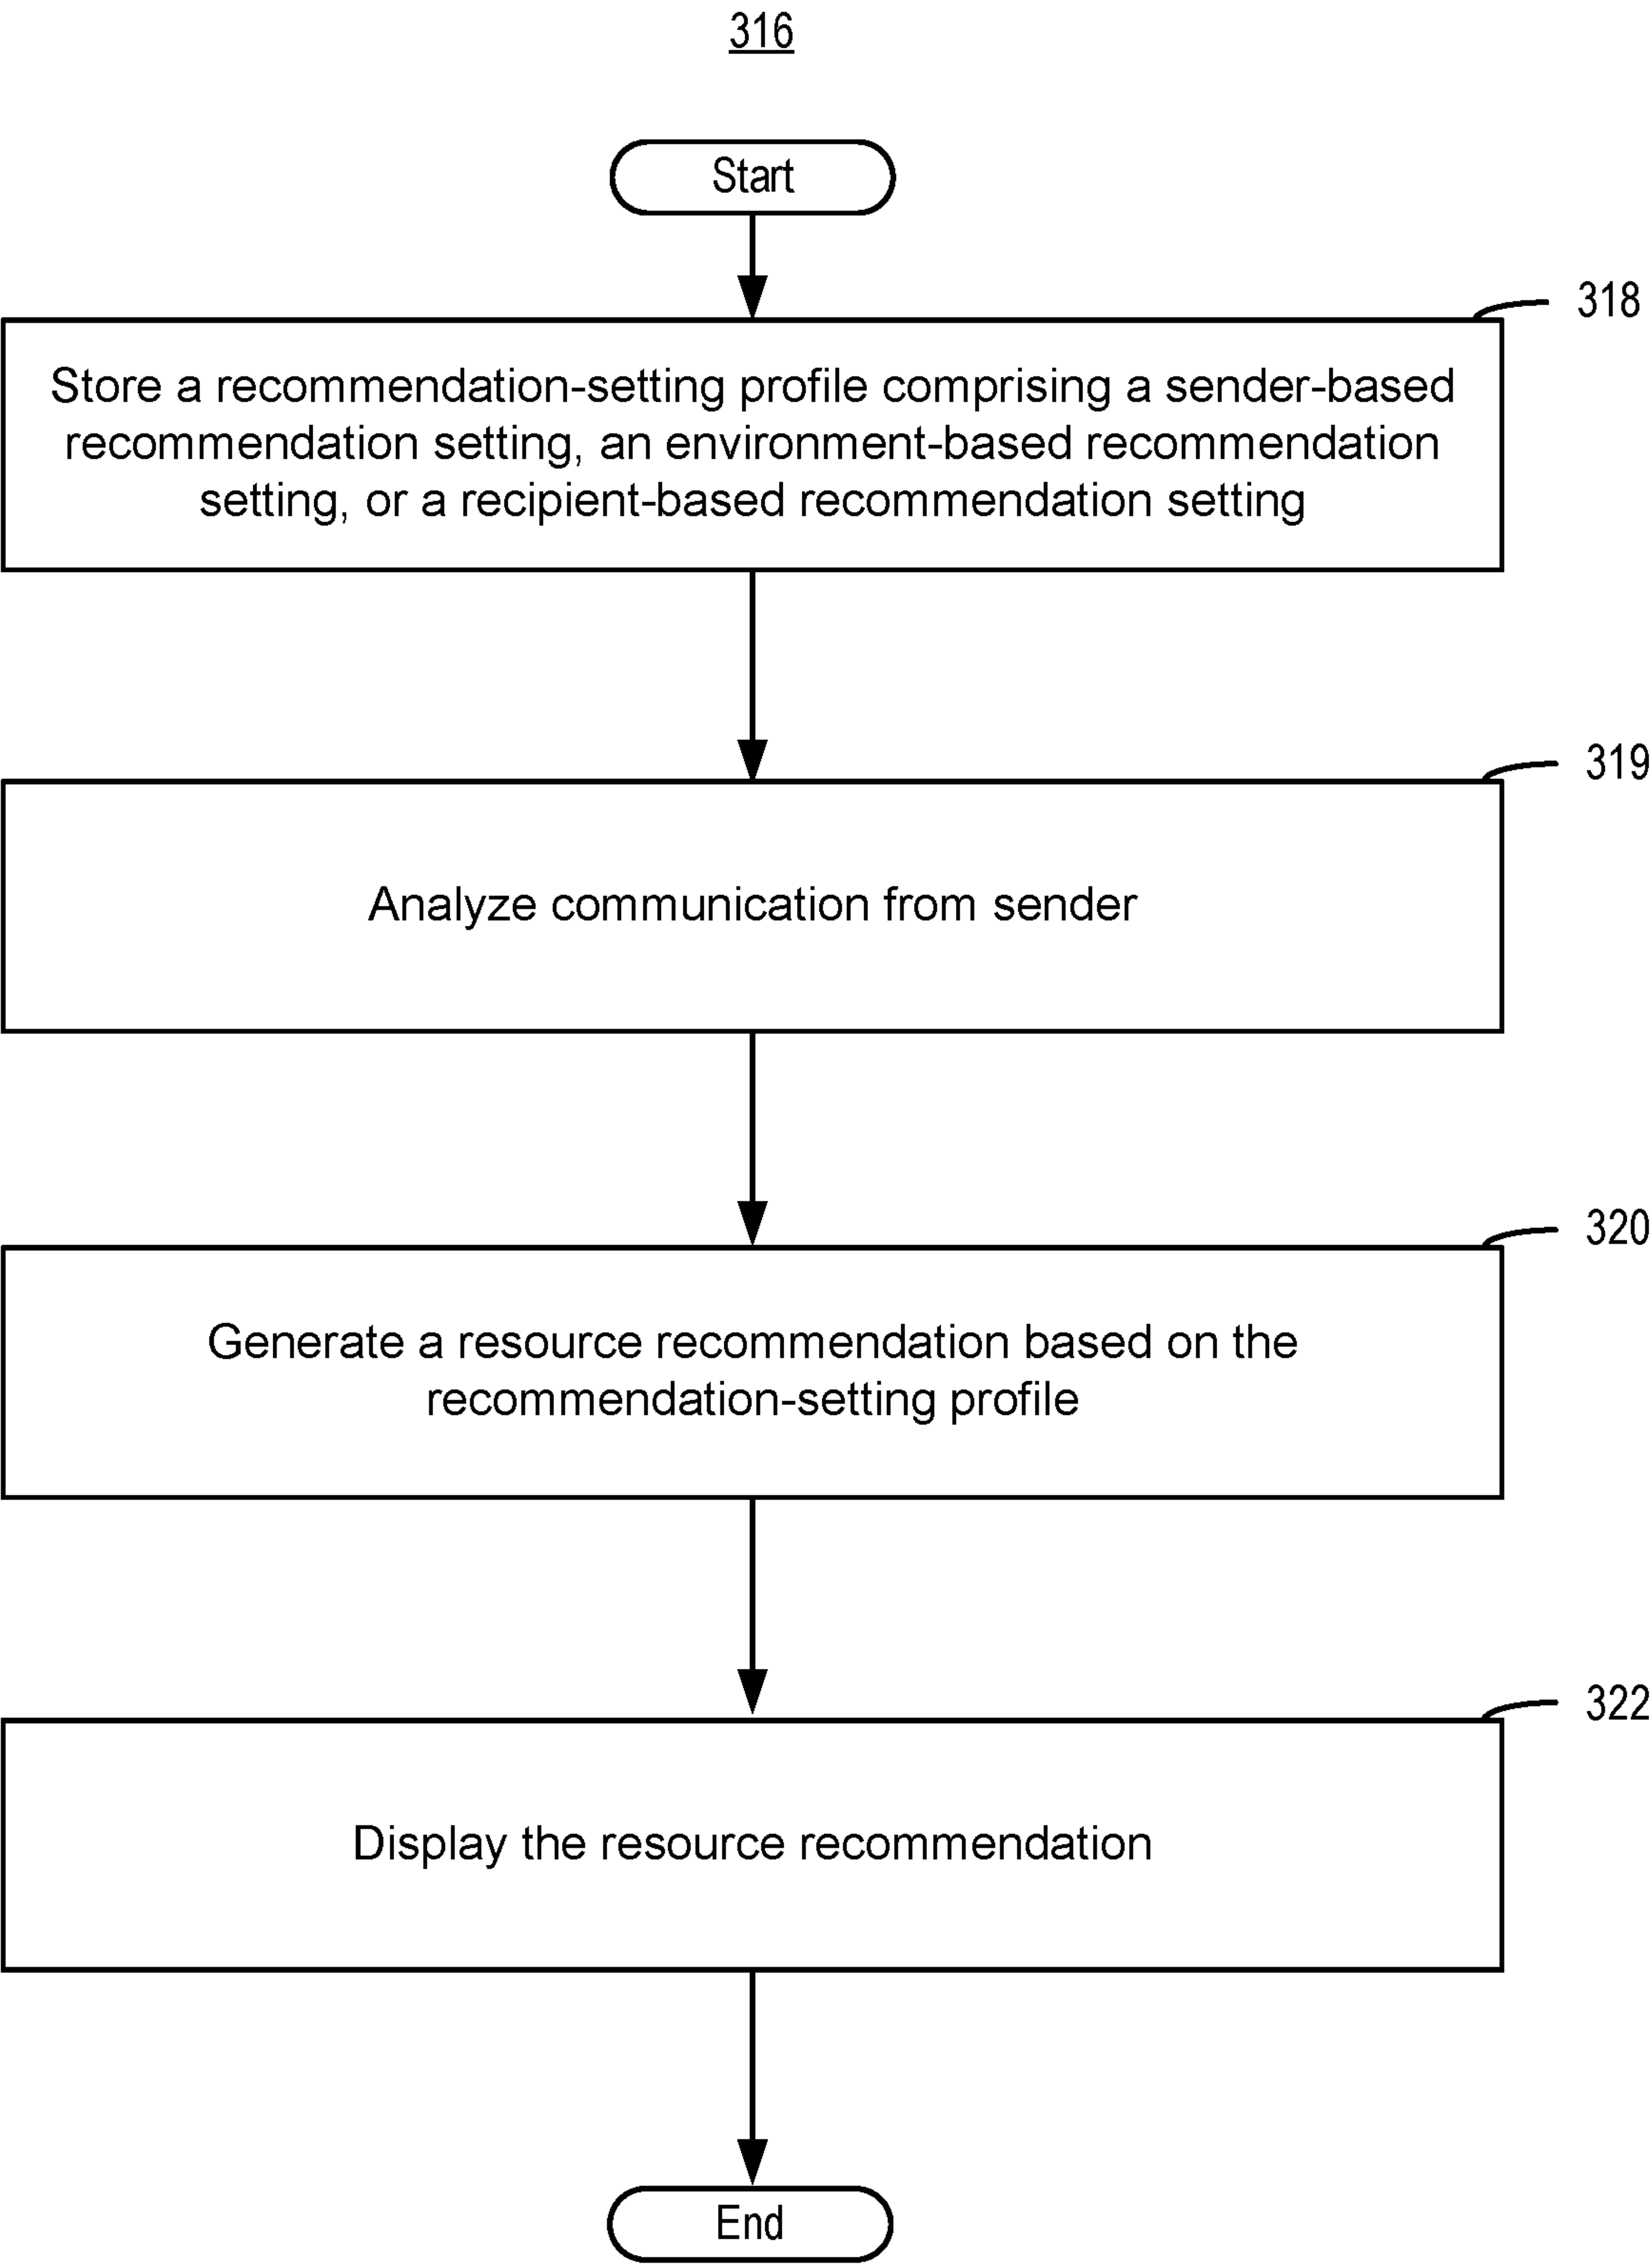 316
Start
318
Store a recommendation-setting profile comprising a sender-based
recommendation setting, an environment-based recommendation
setting, or a recipient-based recommendation setting
319
Analyze communication from sender
320
Generate a resource recommendation based on the
recommendation-setting profile
322
Display the resource recommendation
End